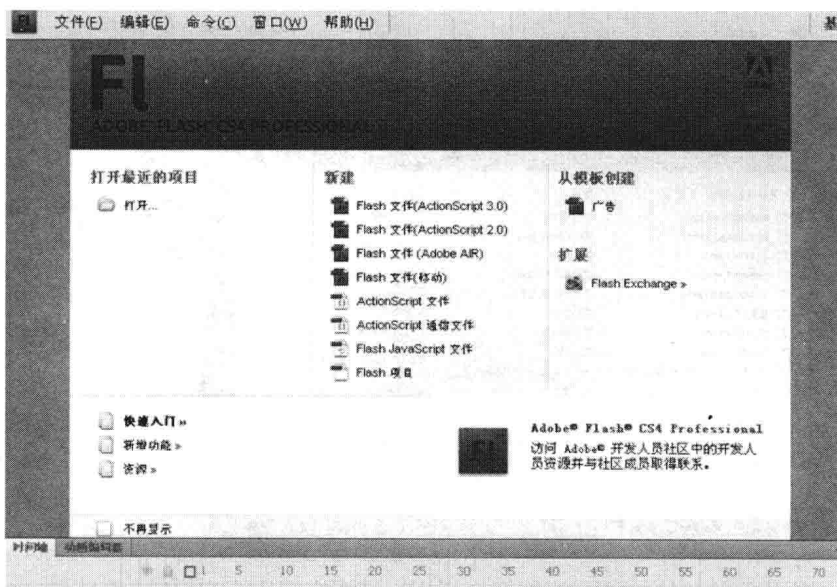 Fl 文件(F) 编辑(E) 命令(C) 窗口(W) 帮助(H) 基
Fl
ADOBE FLASH CS4 PROFESSIONAL
打开最近的项目
打开...
新建
Flash 文件(ActionScript 3.0)
Flash 文件(ActionScript 2.0)
Flash 文件 (Adobe AIR)
Flash 文件(移动)
ActionScript 文件
ActionScript 通信文件
Flash JavaScript 文件
Flash 项目
从模板创建
广告
扩展
Flash Exchange »
快速入门 »
新增功能 »
资源 »
Fl
Adobe® Flash® CS4 Professional
访问 Adobe® 开发人员社区中的开发人
员资源并与社区成员取得联系。
不再显示
时间轴 动画编辑器
1 5 10 15 20 25 30 35 40 45 50 55 60 65 70